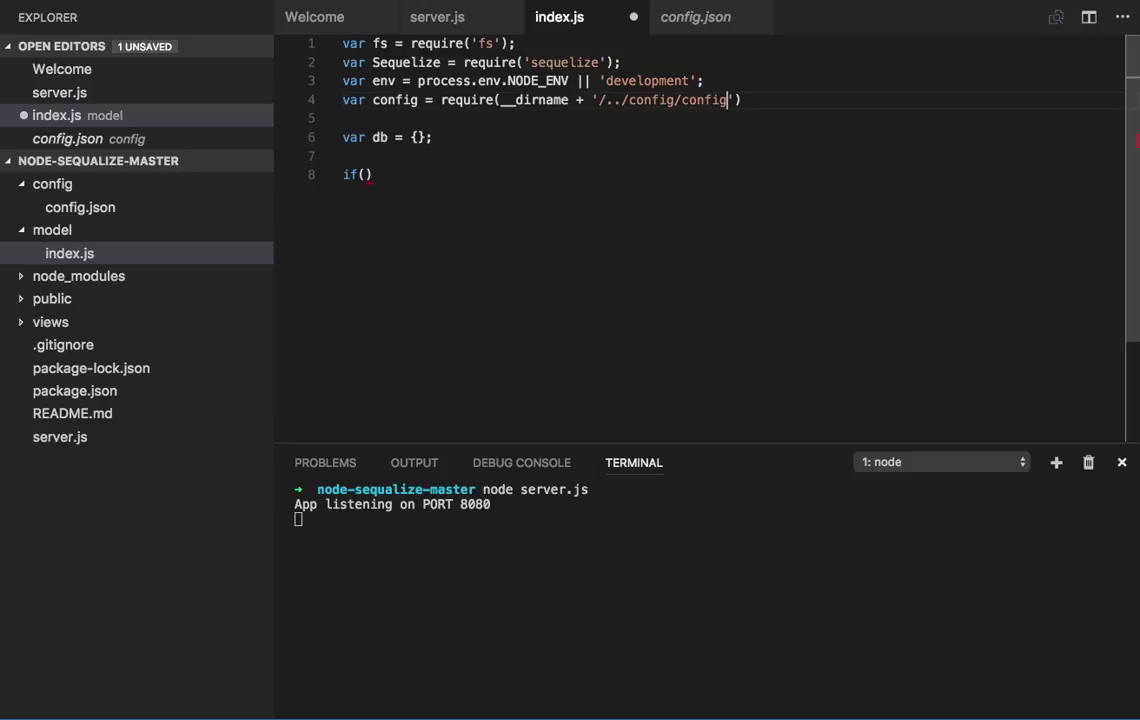 EXPLORER
OPEN EDITORS 1 UNSAVED
Welcome
server.js
index.js model
config.json config
NODE-SEQUALIZE-MASTER
config
config.json
model
index.js
node_modules
public
views
.gitignore
package-lock.json
package.json
README.md
server.js
Welcome server.js index.js config.json
1 var fs = require('fs');
2 var Sequelize = require('sequelize');
3 var env = process.env.NODE_ENV || 'development';
4 var config = require(__dirname + '/../config/config')
5
6 var db = {};
7
8 if()
PROBLEMS OUTPUT DEBUG CONSOLE TERMINAL 1: node
→ node-sequalize-master node server.js
App listening on PORT 8080